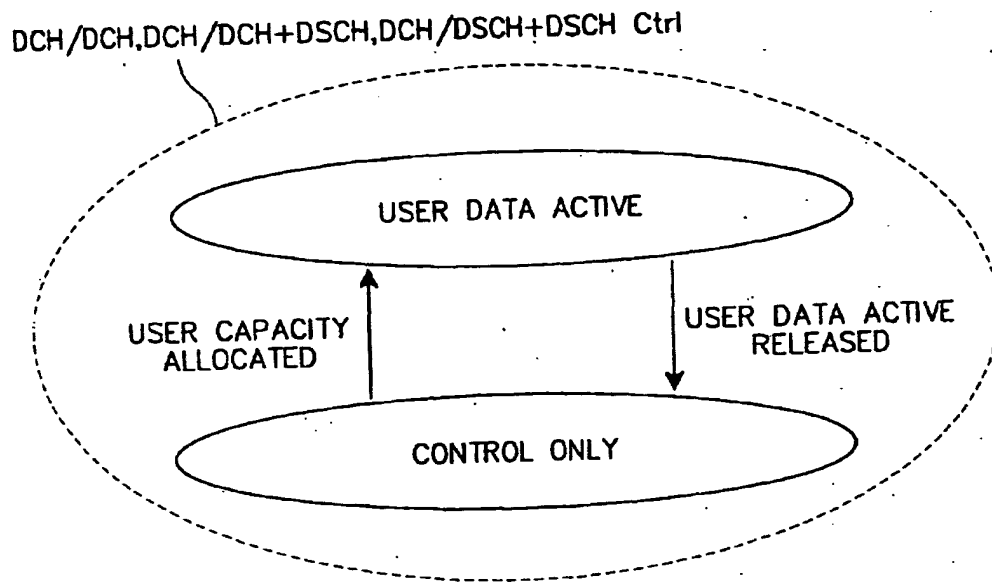 DCH/DCH,DCH/DCH+DSCH,DCH/DSCH+DSCH Ctrl
USER DATA ACTIVE
USER CAPACITY
ALLOCATED
USER DATA ACTIVE
RELEASED
CONTROL ONLY